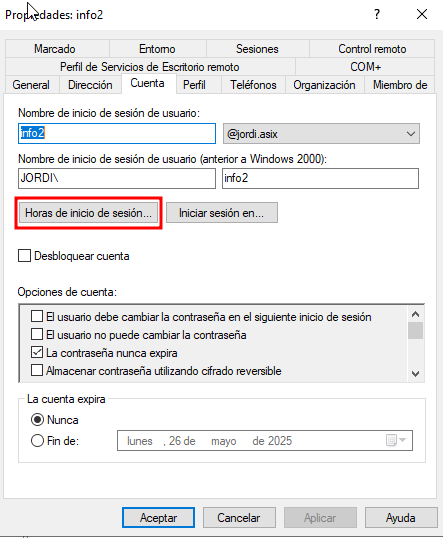 Propiedades: info2
Marcado Entorno Sesiones Control remoto
Perfil de Servicios de Escritorio remoto COM+
General Dirección Cuenta Perfil Teléfonos Organización Miembro de
Nombre de inicio de sesión de usuario:
info2 @jordi.asix
Nombre de inicio de sesión de usuario (anterior a Windows 2000):
JORDI\ info2
Horas de inicio de sesión... Iniciar sesión en...
Desbloquear cuenta
Opciones de cuenta:
El usuario debe cambiar la contraseña en el siguiente inicio de sesión
El usuario no puede cambiar la contraseña
La contraseña nunca expira
Almacenar contraseña utilizando cifrado reversible
La cuenta expira
Nunca
Fin de: lunes , 26 de mayo de 2025
Aceptar Cancelar Aplicar Ayuda